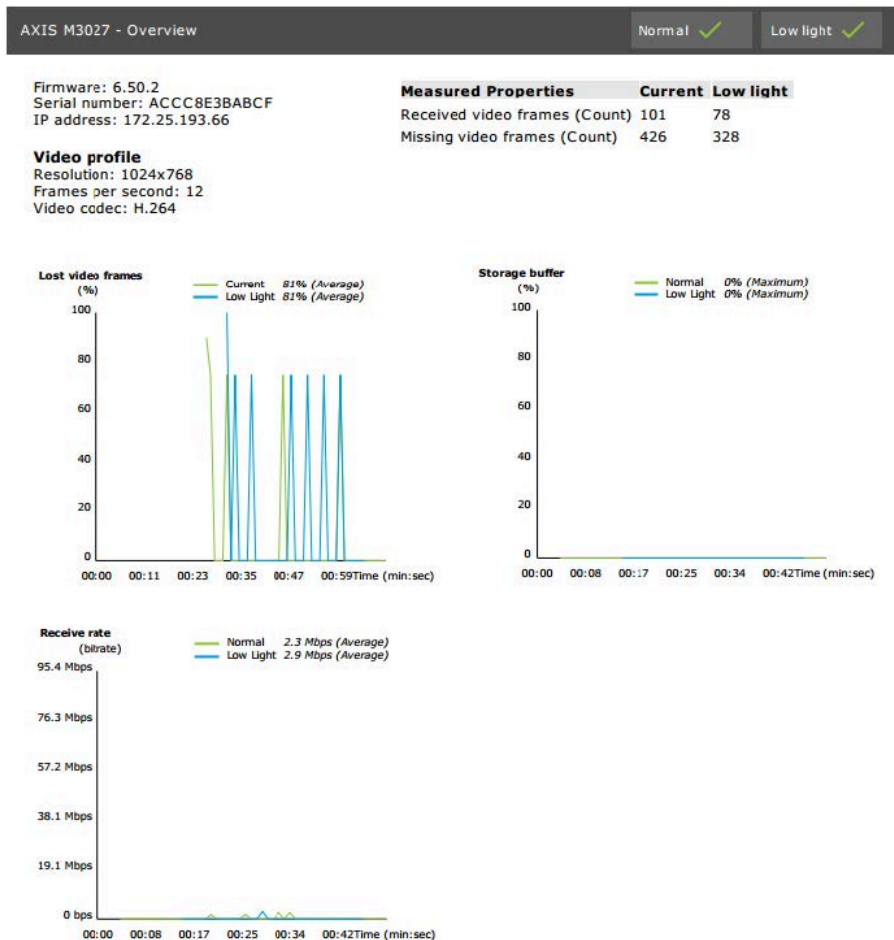 AXIS M3027 - Overview
Normal
Low light
Firmware: 6.50.2
Serial number: ACCC8E3BABCF
IP address: 172.25.193.66
Video profile
Resolution: 1024x768
Frames per second: 12
Video codec: H.264
Measured Properties Current Low light
Received video frames (Count) 101 78
Missing video frames (Count) 426 328
Lost video frames
(%)
Current 81% (Average)
Low Light 81% (Average)
100
80
60
40
20
0
00:00 00:11 00:23 00:35 00:47 00:59Time (min:sec)
Storage buffer
(%)
Normal 0% (Maximum)
Low Light 0% (Maximum)
100
80
60
40
20
0
00:00 00:08 00:17 00:25 00:34 00:42Time (min:sec)
Receive rate
(bitrate)
Normal 2.3 Mbps (Average)
Low Light 2.9 Mbps (Average)
95.4 Mbps
76.3 Mbps
57.2 Mbps
38.1 Mbps
19.1 Mbps
0 bps
00:00 00:08 00:17 00:25 00:34 00:42Time (min:sec)